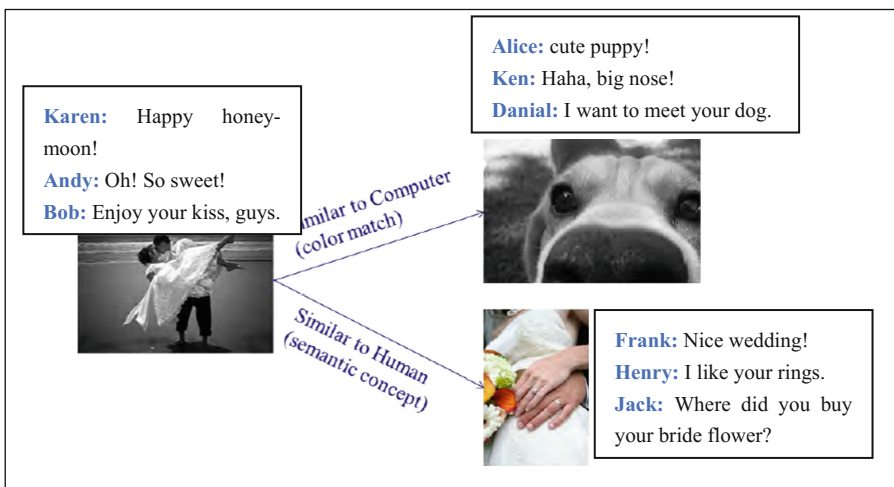 Alice: cute puppy!
Ken: Haha, big nose!
Danial: I want to meet your dog.
Karen: Happy honey-
moon!
Andy: Oh! So sweet!
Bob: Enjoy your kiss, guys.
imilar to Computer
(color match)
Similar to Human
(semantic concept)
Frank: Nice wedding!
Henry: I like your rings.
Jack: Where did you buy
your bride flower?